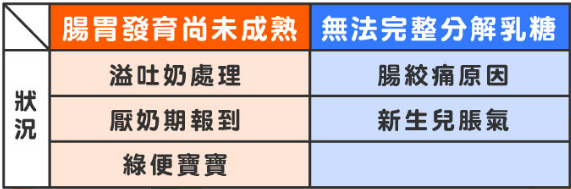 腸胃發育尚未成熟 無法完整分解乳糖
狀況
溢吐奶處理 腸絞痛原因
厭奶期報到 新生兒脹氣
綠便寶寶